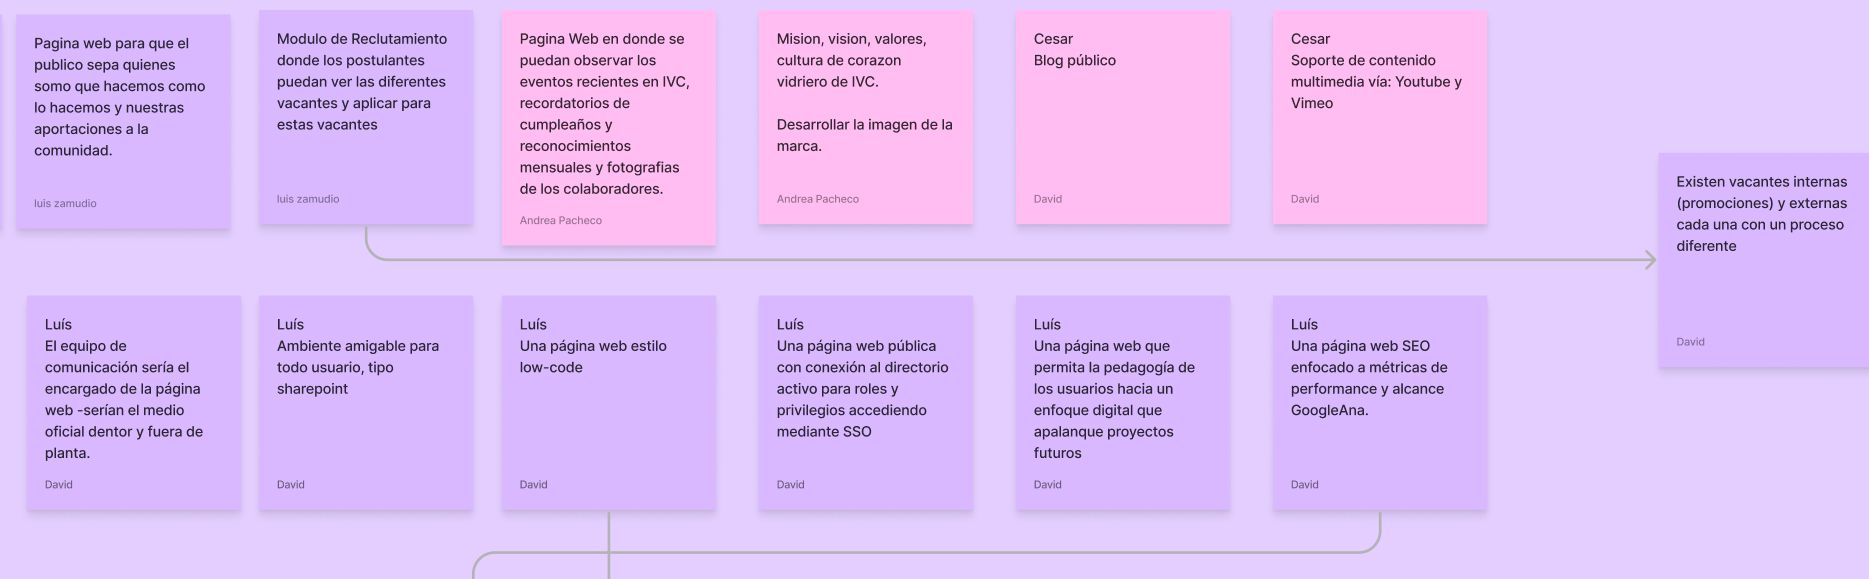 Pagina web para que el
publico sepa quienes
somo que hacemos como
lo hacemos y nuestras
aportaciones a la
comunidad.
luis zamudio
Modulo de Reclutamiento
donde los postulantes
puedan ver las diferentes
vacantes y aplicar para
estas vacantes
luis zamudio
Pagina Web en donde se
puedan observar los
eventos recientes en IVC,
recordatorios de
cumpleaños y
reconocimientos
mensuales y fotografias
de los colaboradores.
Andrea Pacheco
Mision, vision, valores,
cultura de corazon
vidriero de IVC.
Desarrollar la imagen de la
marca.
Andrea Pacheco
Cesar
Blog público
David
Cesar
Soporte de contenido
multimedia vía: Youtube y
Vimeo
David
Existen vacantes internas
(promociones) y externas
cada una con un proceso
diferente
David
Luís
El equipo de
comunicación sería el
encargado de la página
web -serían el medio
oficial dentor y fuera de
planta.
David
Luís
Ambiente amigable para
todo usuario, tipo
sharepoint
David
Luís
Una página web estilo
low-code
David
Luís
Una página web pública
con conexión al directorio
activo para roles y
privilegios accediendo
mediante SSO
David
Luís
Una página web que
permita la pedagogía de
los usuarios hacia un
enfoque digital que
apalanque proyectos
futuros
David
Luís
Una página web SEO
enfocado a métricas de
performance y alcance
GoogleAna.
David